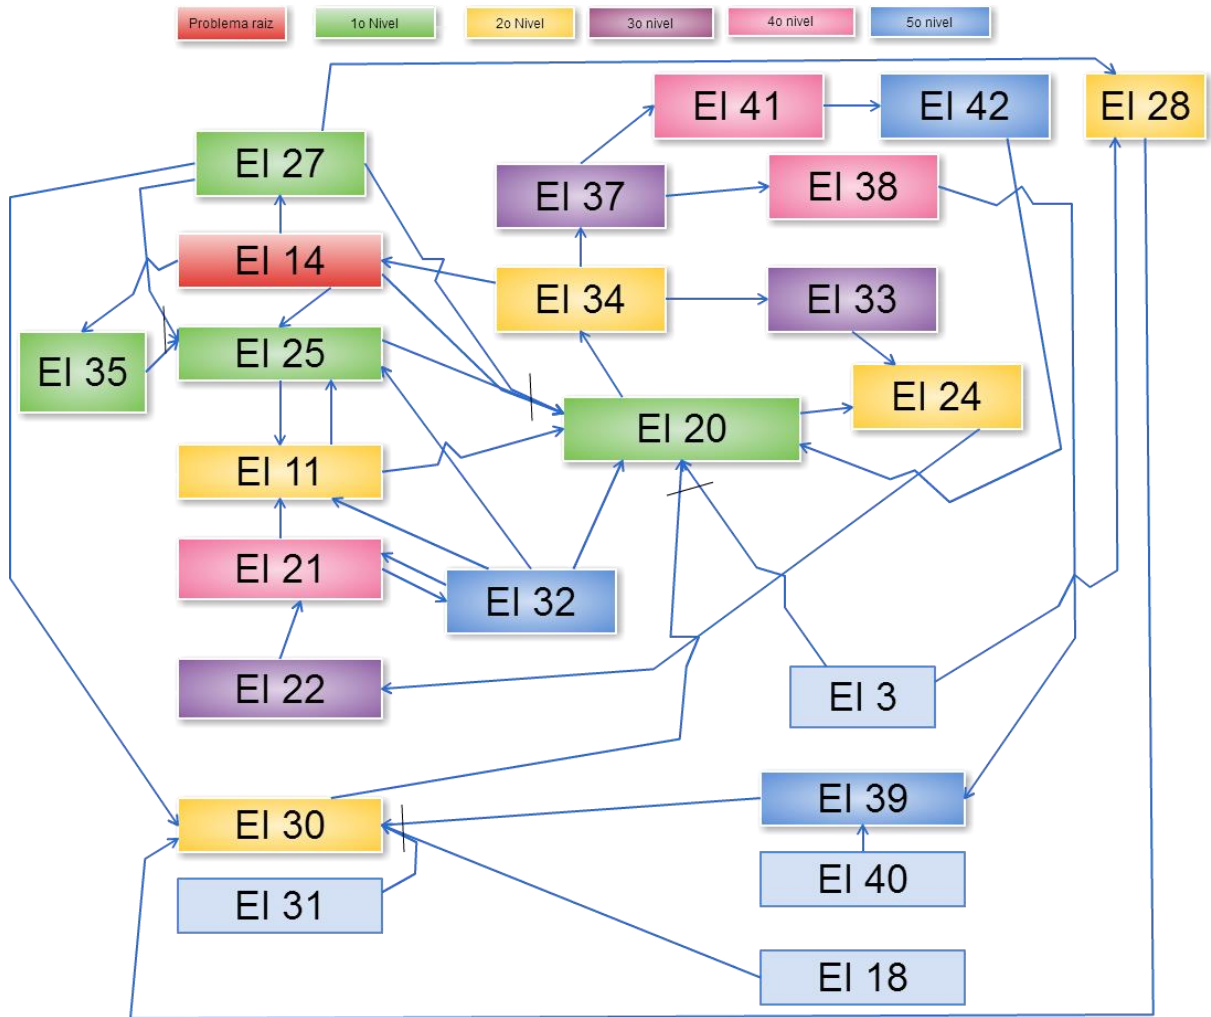 Problema raiz
1o Nivel
2o Nivel
3o nivel
4o nivel
5o nivel
EI 41
EI 42
EI 28
EI 27
EI 37
EI 38
EI 14
EI 34
EI 33
EI 25
EI 35
EI 24
EI 20
EI 11
EI 21
EI 32
EI 22
EI 3
EI 39
EI 30
EI 40
EI 31
EI 18